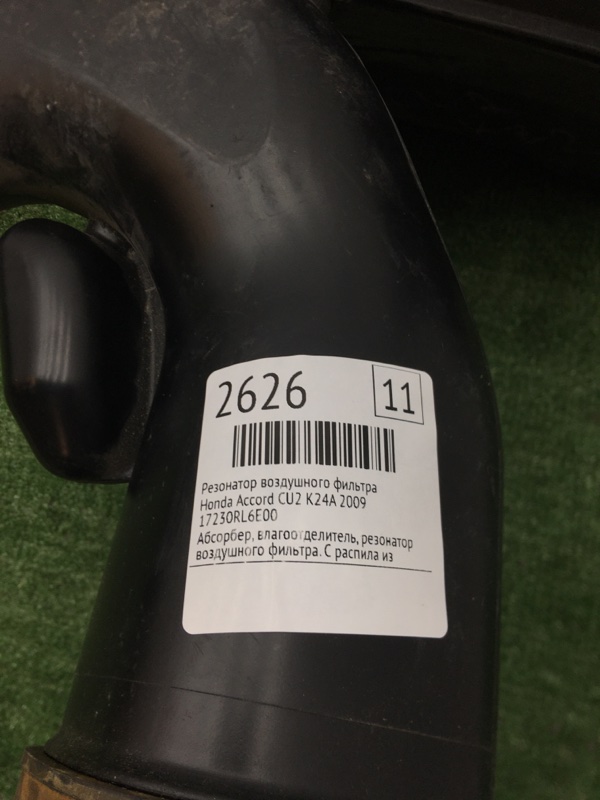 2626 11
Резонатор воздушного фильтра
Honda Accord CU2 K24A 2009
17230RL6E00
Абсорбер, влагоотделитель, резонатор
воздушного фильтра. С распила из